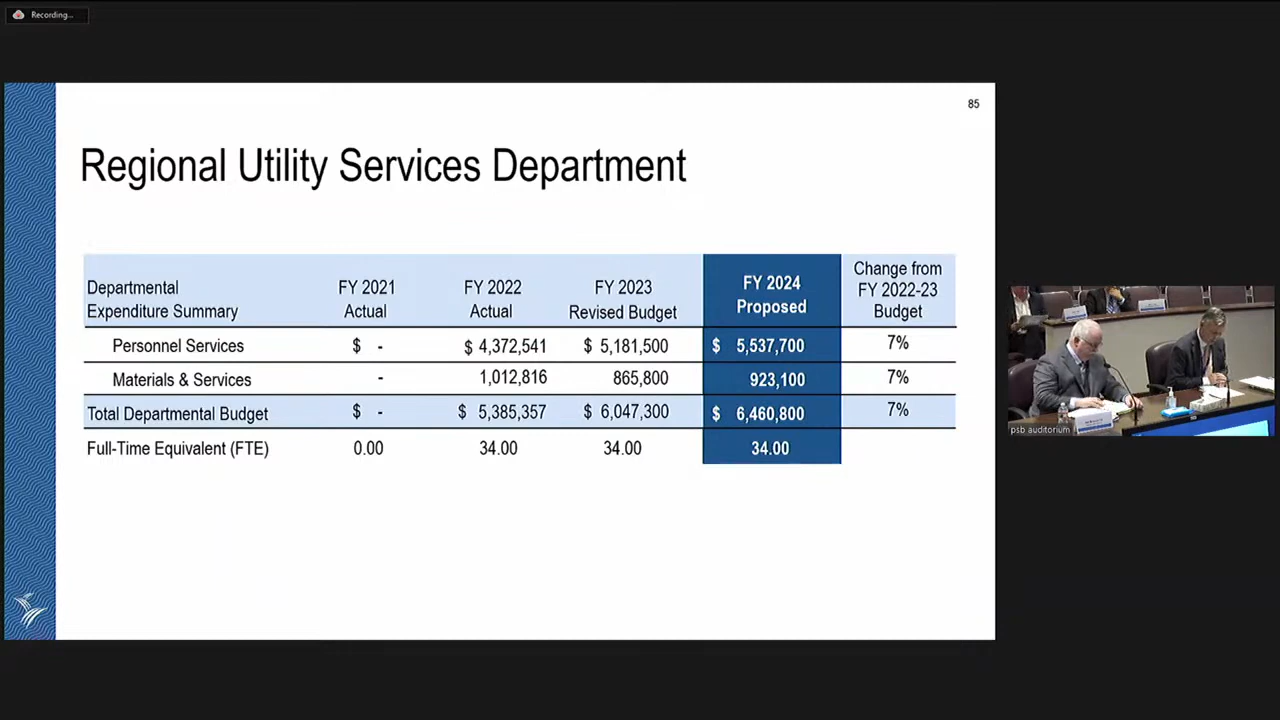 Recording...
85
Regional Utility Services Department
Departmental Expenditure Summary FY 2021 Actual FY 2022 Actual FY 2023 Revised Budget FY 2024 Proposed Change from FY 2022-23 Budget
Personnel Services $ - $ 4,372,541 $ 5,181,500 $ 5,537,700 7%
Materials & Services - 1,012,816 865,800 923,100 7%
Total Departmental Budget $ - $ 5,385,357 $ 6,047,300 $ 6,460,800 7%
Full-Time Equivalent (FTE) 0.00 34.00 34.00 34.00
psb auditorium